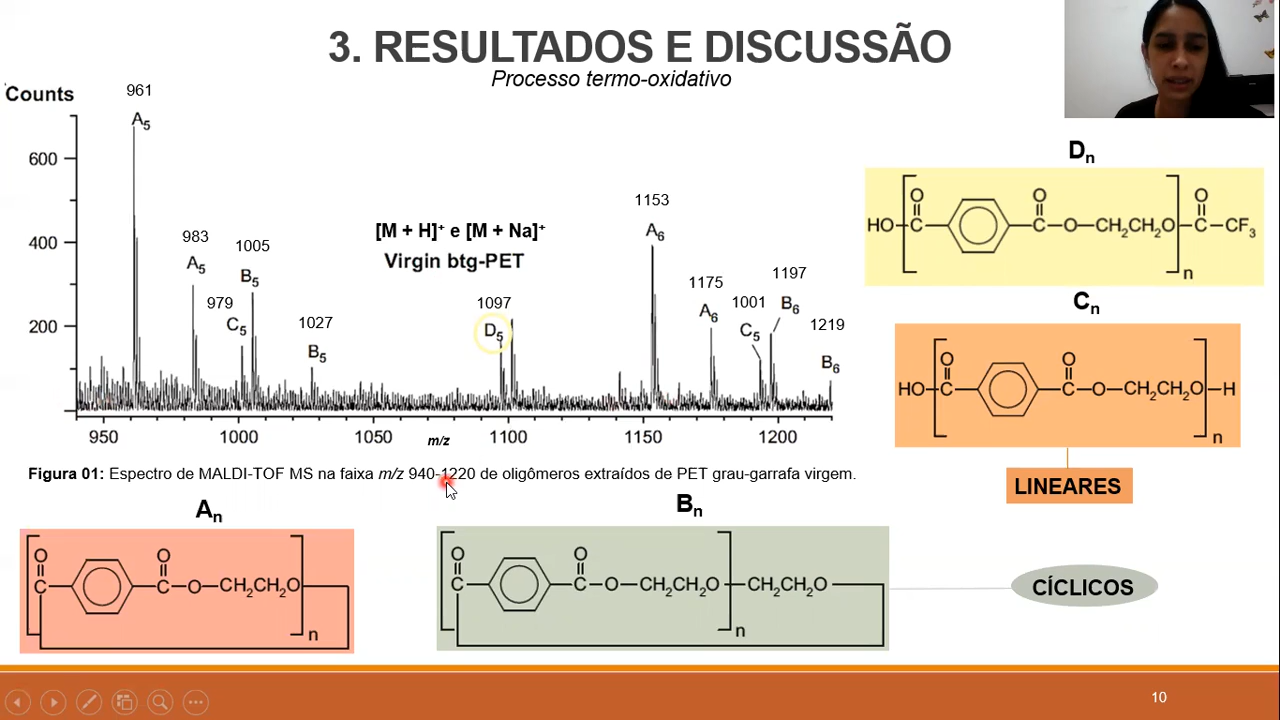 3. RESULTADOS E DISCUSSÃO
Processo termo-oxidativo
Counts
600
400
200
961
A5
983
A5
979
C5
1005
B5
1027
B5
[M + H]+ e [M + Na]+
Virgin btg-PET
1097
D5
1153
A6
1175
A6
1001
C5
1197
B6
1219
B6
950
1000
1050
m/z
1100
1150
1200
Figura 01: Espectro de MALDI-TOF MS na faixa m/z 940-1220 de oligômeros extraídos de PET grau-garrafa virgem.
Dn
HO
O
C
O
C
O
CH2CH2O
n
O
C
CF3
Cn
HO
O
C
O
C
O
CH2CH2O
H
n
LINEARES
An
O
C
O
C
O
CH2CH2O
n
Bn
O
C
O
C
O
CH2CH2O
n
CH2CH2O
CÍCLICOS
10